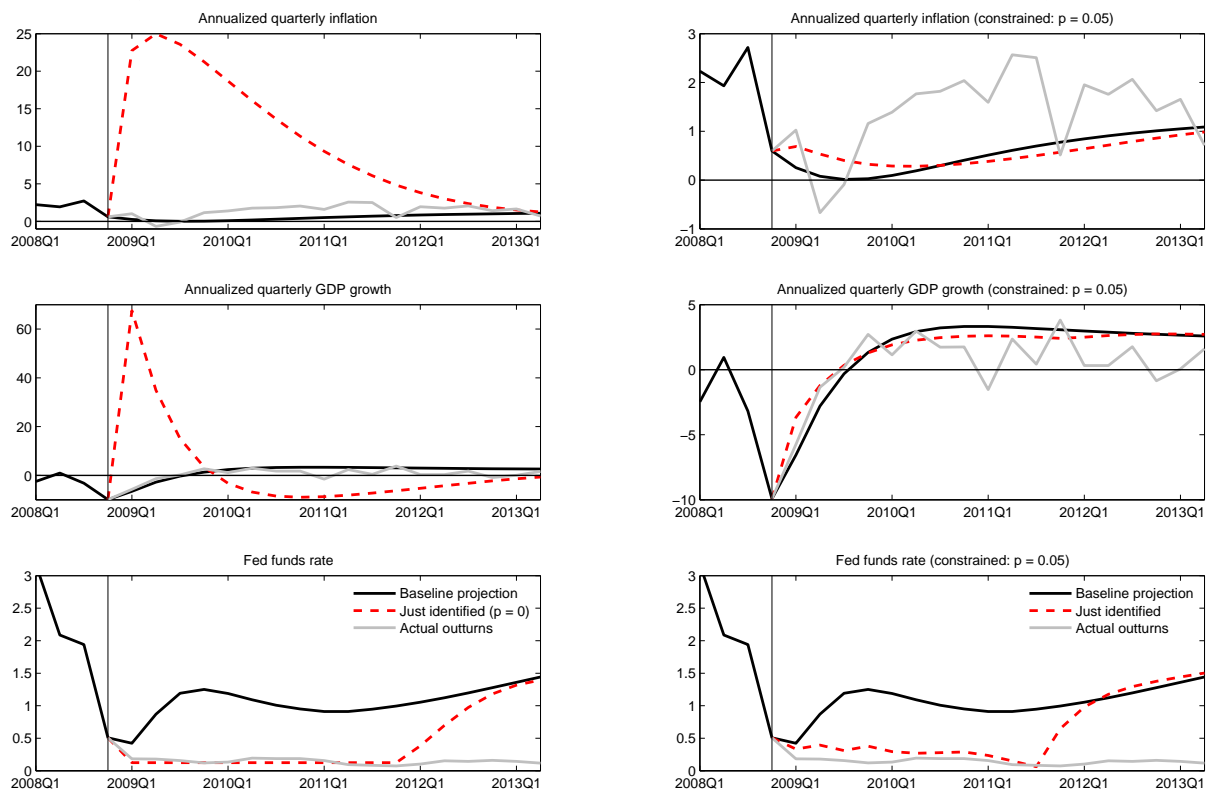 Annualized quarterly inflation
25
20
15
10
5
0
2008Q1 2009Q1 2010Q1 2011Q1 2012Q1 2013Q1
Annualized quarterly inflation (constrained: p = 0.05)
3
2
1
0
−1
2008Q1 2009Q1 2010Q1 2011Q1 2012Q1 2013Q1
Annualized quarterly GDP growth
60
40
20
0
2008Q1 2009Q1 2010Q1 2011Q1 2012Q1 2013Q1
Annualized quarterly GDP growth (constrained: p = 0.05)
5
0
−5
−10
2008Q1 2009Q1 2010Q1 2011Q1 2012Q1 2013Q1
Fed funds rate
3
2.5
2
1.5
1
0.5
0
2008Q1 2009Q1 2010Q1 2011Q1 2012Q1 2013Q1
Baseline projection
Just identified (p = 0)
Actual outturns
Fed funds rate (constrained: p = 0.05)
3
2.5
2
1.5
1
0.5
0
2008Q1 2009Q1 2010Q1 2011Q1 2012Q1 2013Q1
Baseline projection
Just identified
Actual outturns